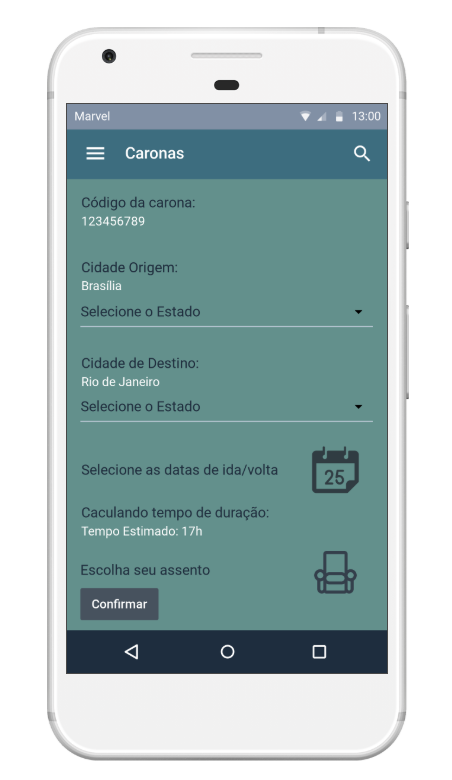 Marvel 13:00
Caronas
Código da carona:
123456789
Cidade Origem:
Brasília
Selecione o Estado
Cidade de Destino:
Rio de Janeiro
Selecione o Estado
Selecione as datas de ida/volta
25
Caculando tempo de duração:
Tempo Estimado: 17h
Escolha seu assento
Confirmar